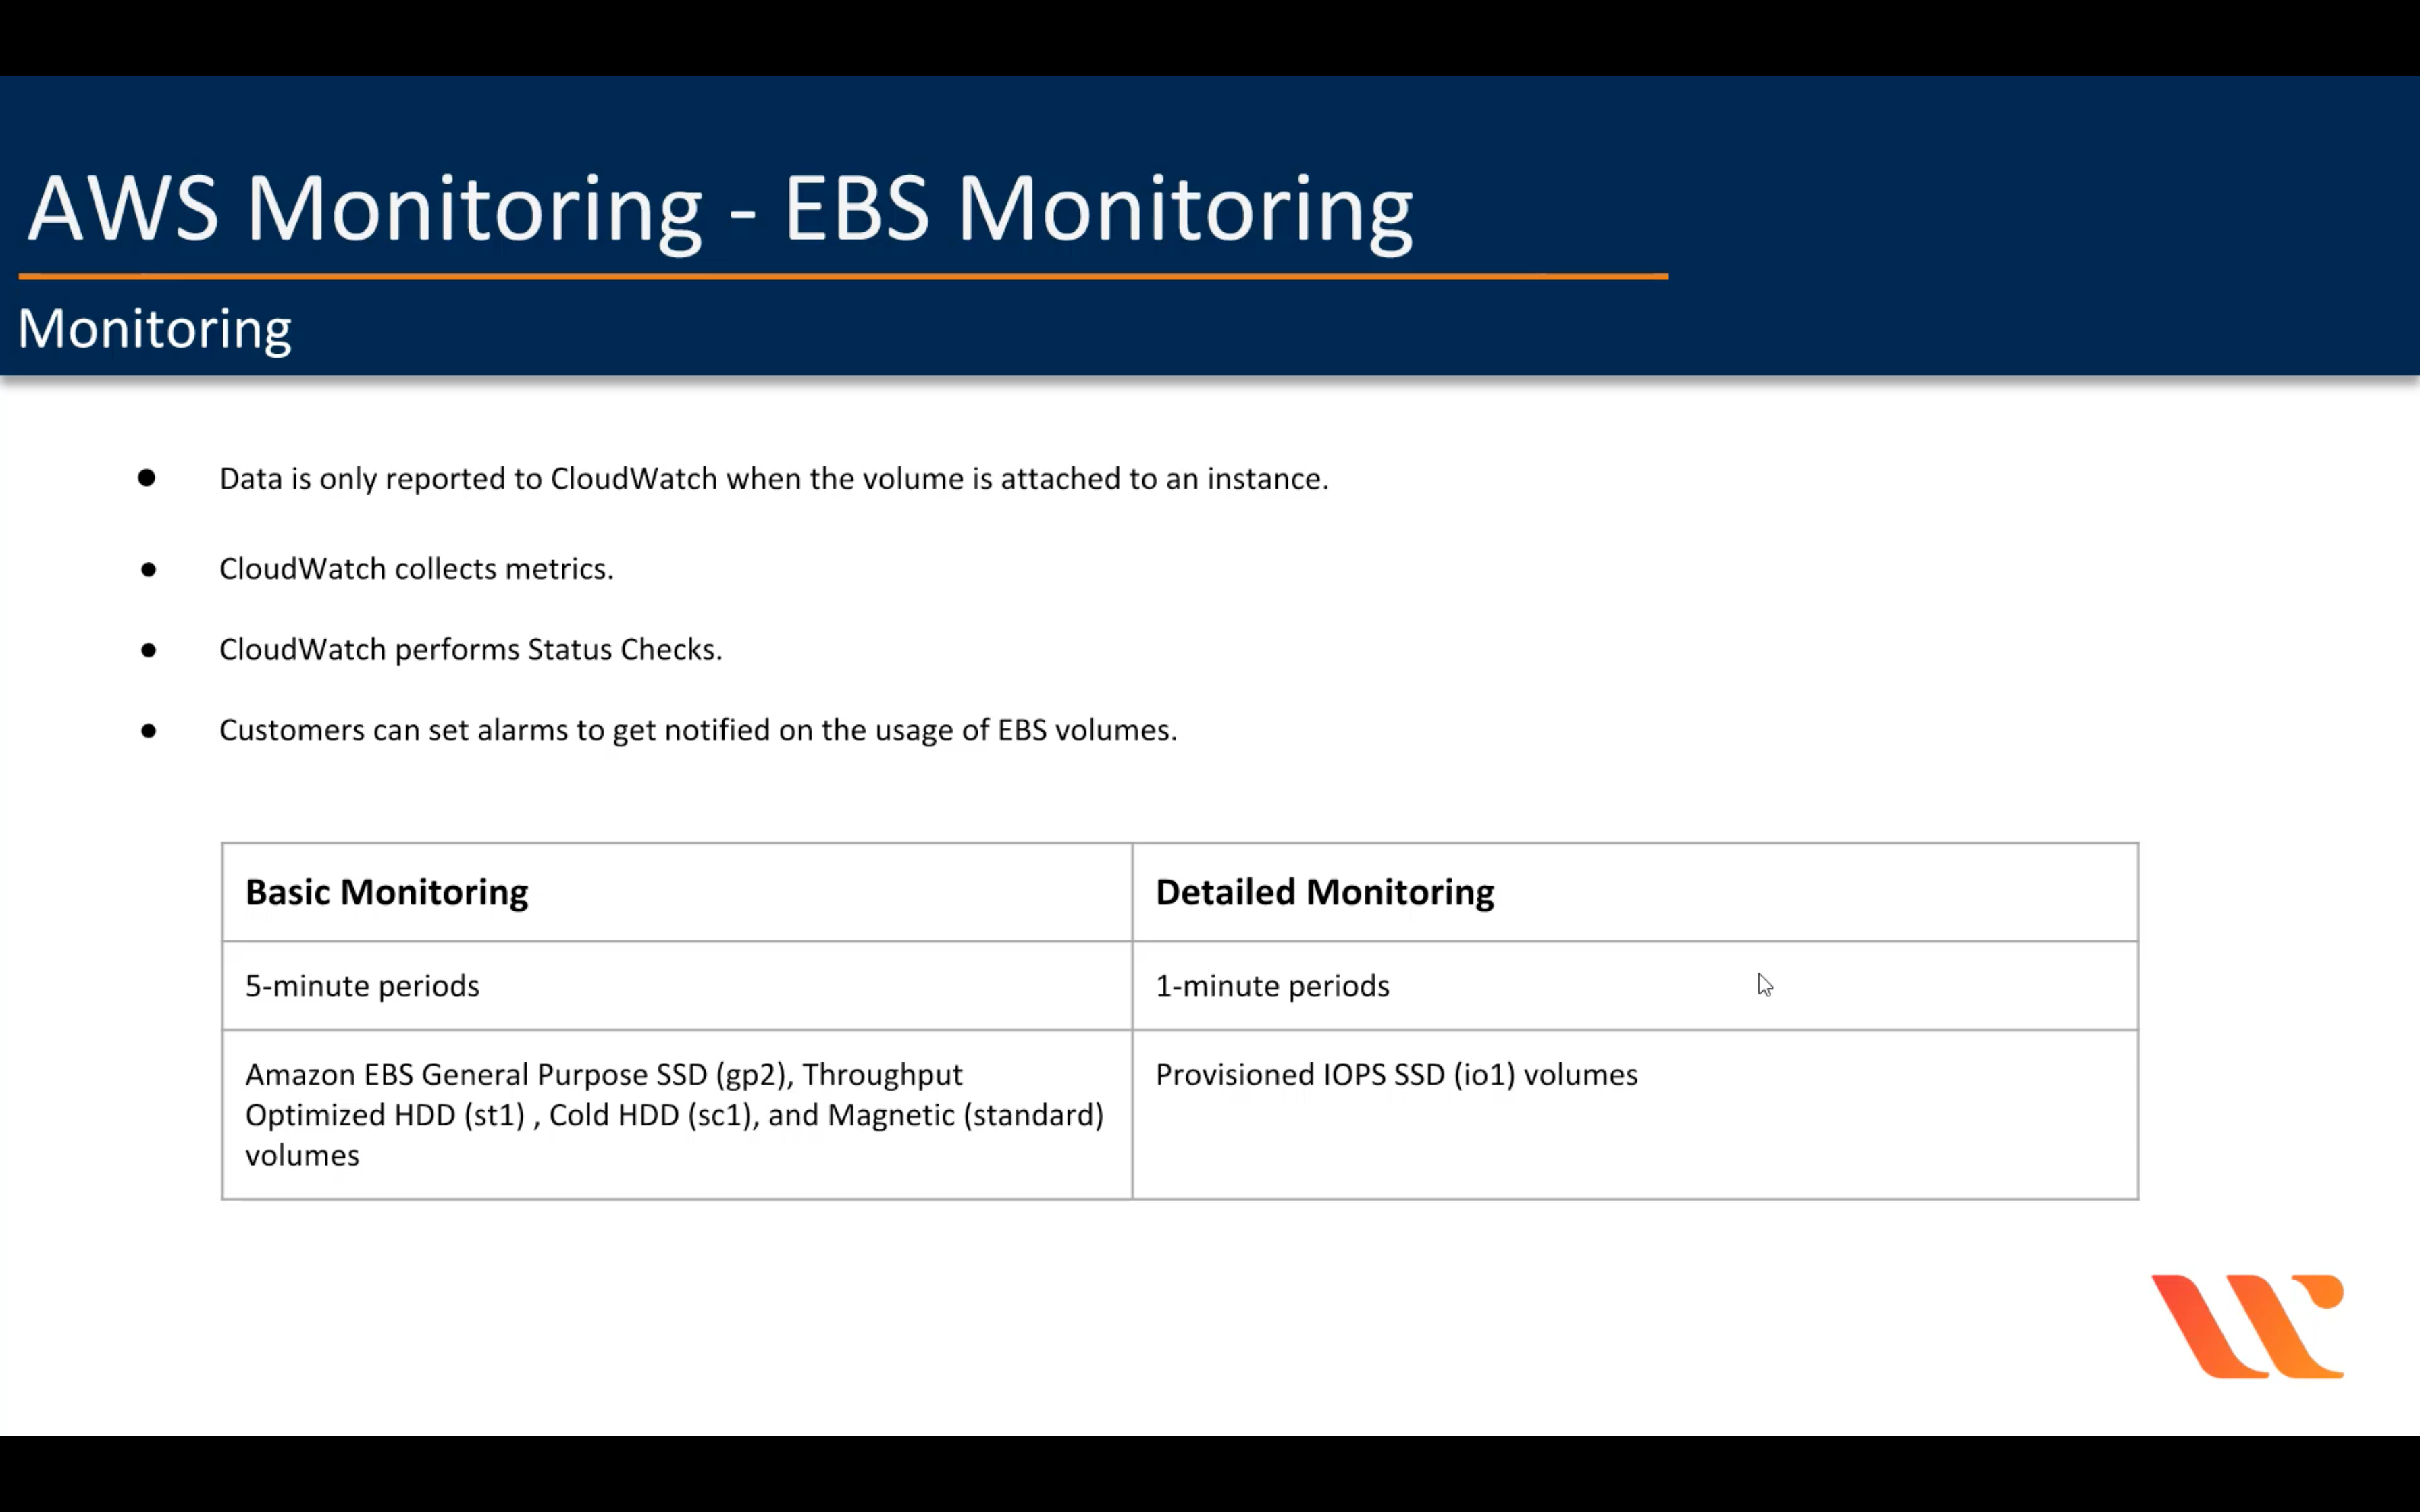 AWS Monitoring - EBS Monitoring
Monitoring
● Data is only reported to CloudWatch when the volume is attached to an instance.
● CloudWatch collects metrics.
● CloudWatch performs Status Checks.
● Customers can set alarms to get notified on the usage of EBS volumes.
Basic Monitoring
Detailed Monitoring
5-minute periods
1-minute periods
Amazon EBS General Purpose SSD (gp2), Throughput
Optimized HDD (st1) , Cold HDD (sc1), and Magnetic (standard)
volumes
Provisioned IOPS SSD (io1) volumes